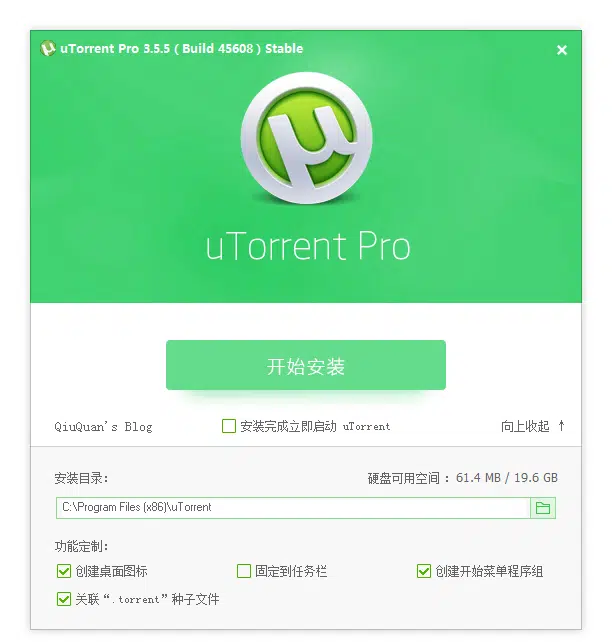 uTorrent Pro 3.5.5 ( Build 45608 ) Stable
uTorrent Pro
开始安装
QiuQuan's Blog 安装完成立即启动 uTorrent 向上收起 ↑
安装目录: 硬盘可用空间 : 61.4 MB / 19.6 GB
C:\Program Files (x86)\uTorrent
功能定制:
创建桌面图标 固定到任务栏 创建开始菜单程序组
关联“.torrent”种子文件